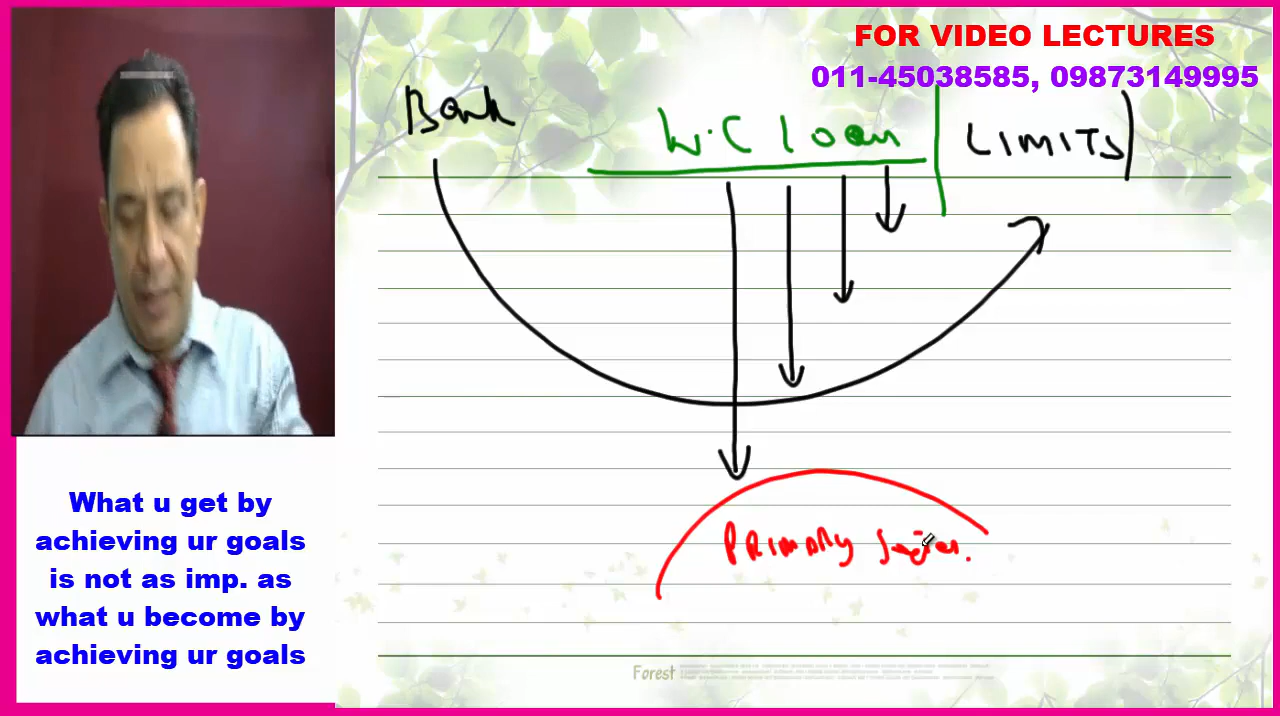 FOR VIDEO LECTURES
011-45038585, 09873149995
Bank
W.C loan
LIMITS
PRIMARY
What u get by
achieving ur goals
is not as imp. as
what u become by
achieving ur goals
Forest